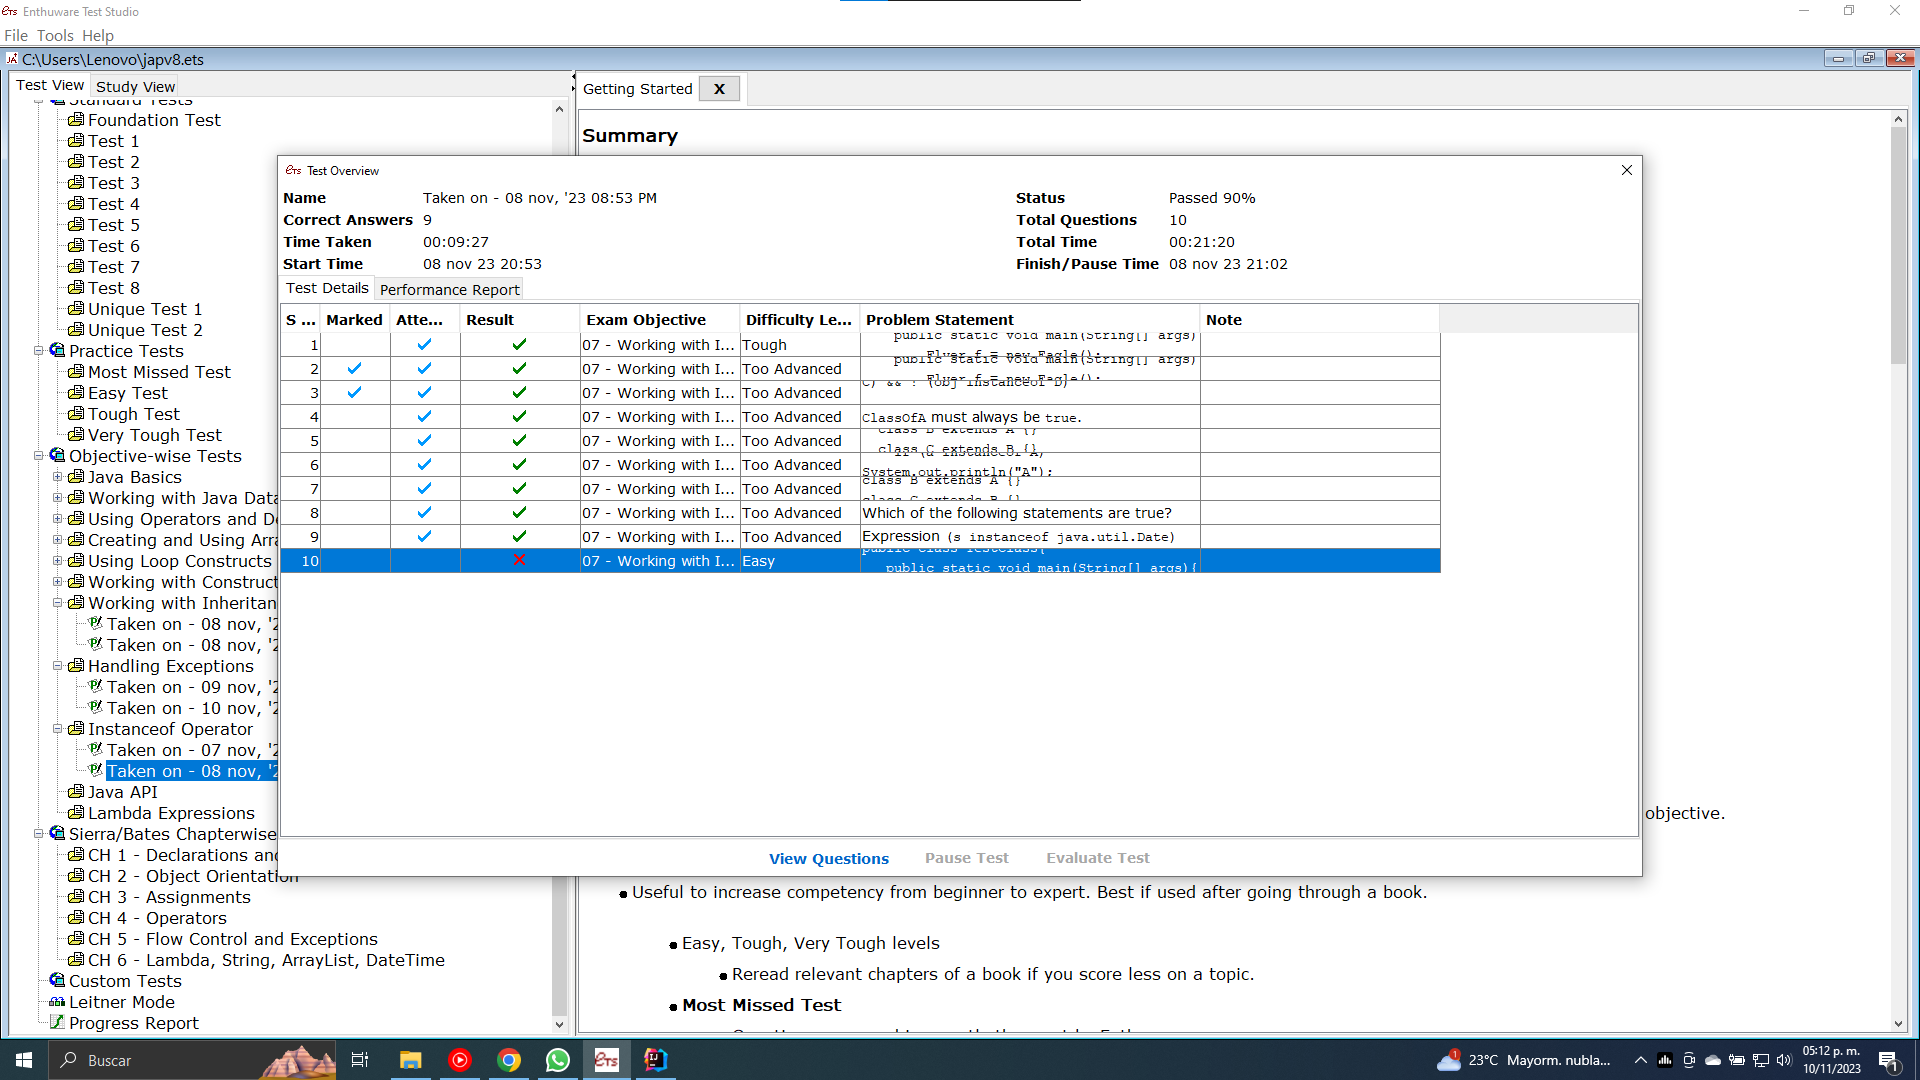 Enthuware Test Studio
File Tools Help
C:\Users\Lenovo\japv8.ets
Test View Study View
Standard Tests
Foundation Test
Test 1
Test 2
Test 3
Test 4
Test 5
Test 6
Test 7
Test 8
Unique Test 1
Unique Test 2
Practice Tests
Most Missed Test
Easy Test
Tough Test
Very Tough Test
Objective-wise Tests
Java Basics
Working with Java Data
Using Operators and De
Creating and Using Arra
Using Loop Constructs
Working with Construct
Working with Inheritan
Taken on - 08 nov, '2
Taken on - 08 nov, '2
Handling Exceptions
Taken on - 09 nov, '2
Taken on - 10 nov, '2
Instanceof Operator
Taken on - 07 nov, '2
Taken on - 08 nov, '2
Java API
Lambda Expressions
Sierra/Bates Chapterwise
CH 1 - Declarations and
CH 2 - Object Orientation
CH 3 - Assignments
CH 4 - Operators
CH 5 - Flow Control and Exceptions
CH 6 - Lambda, String, ArrayList, DateTime
Custom Tests
Leitner Mode
Progress Report
Getting Started X
Summary
ETS Test Overview
Name Taken on - 08 nov, '23 08:53 PM Status Passed 90%
Correct Answers 9 Total Questions 10
Time Taken 00:09:27 Total Time 00:21:20
Start Time 08 nov 23 20:53 Finish/Pause Time 08 nov 23 21:02
Test Details Performance Report
S ... Marked Atte... Result Exam Objective Difficulty Le... Problem Statement Note
1 07 - Working with I... Tough public static void main(String[] args)
Flyer f = new Eagle();
2 07 - Working with I... Too Advanced public static void main(String[] args)
Flyer f = new Eagle();
3 07 - Working with I... Too Advanced C) && ! (obj instanceof D)
4 07 - Working with I... Too Advanced ClassOfA must always be true.
5 07 - Working with I... Too Advanced class B extends A {}
class C extends B {}
6 07 - Working with I... Too Advanced
System.out.println("A");
7 07 - Working with I... Too Advanced class B extends A {}
class C extends B {}
8 07 - Working with I... Too Advanced Which of the following statements are true?
9 07 - Working with I... Too Advanced Expression (s instanceof java.util.Date)
10 07 - Working with I... Easy public class TestClass{
public static void main(String[] args){
View Questions Pause Test Evaluate Test
objective.
Useful to increase competency from beginner to expert. Best if used after going through a book.
Easy, Tough, Very Tough levels
Reread relevant chapters of a book if you score less on a topic.
Most Missed Test
Buscar
ETS
23°C Mayorm. nubla...
05:12 p. m.
10/11/2023